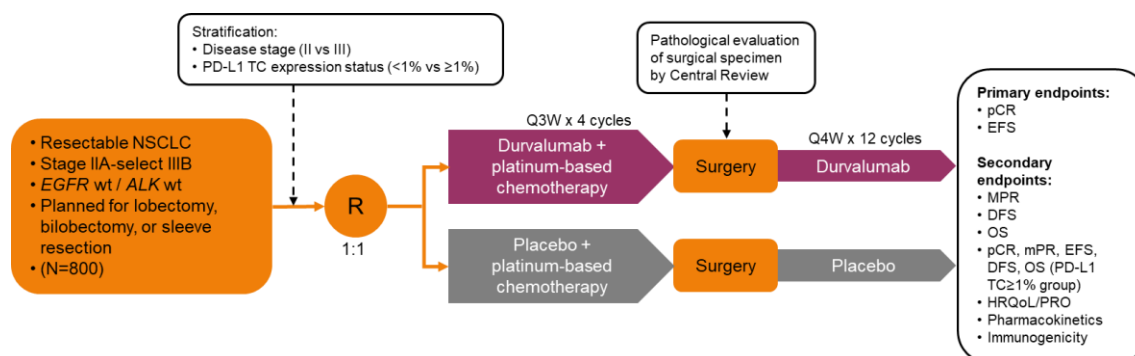 Stratification:
• Disease stage (II vs III)
• PD-L1 TC expression status (<1% vs ≥1%)
Pathological evaluation
of surgical specimen
by Central Review
• Resectable NSCLC
• Stage IIA-select IIIB
• EGFR wt / ALK wt
• Planned for lobectomy,
bilobectomy, or sleeve
resection
• (N=800)
R
1:1
Q3W x 4 cycles
Durvalumab +
platinum-based
chemotherapy
Surgery
Q4W x 12 cycles
Durvalumab
Placebo +
platinum-based
chemotherapy
Surgery
Placebo
Primary endpoints:
• pCR
• EFS
Secondary
endpoints:
• MPR
• DFS
• OS
• pCR, mPR, EFS,
DFS, OS (PD-L1
TC≥1% group)
• HRQoL/PRO
• Pharmacokinetics
• Immunogenicity